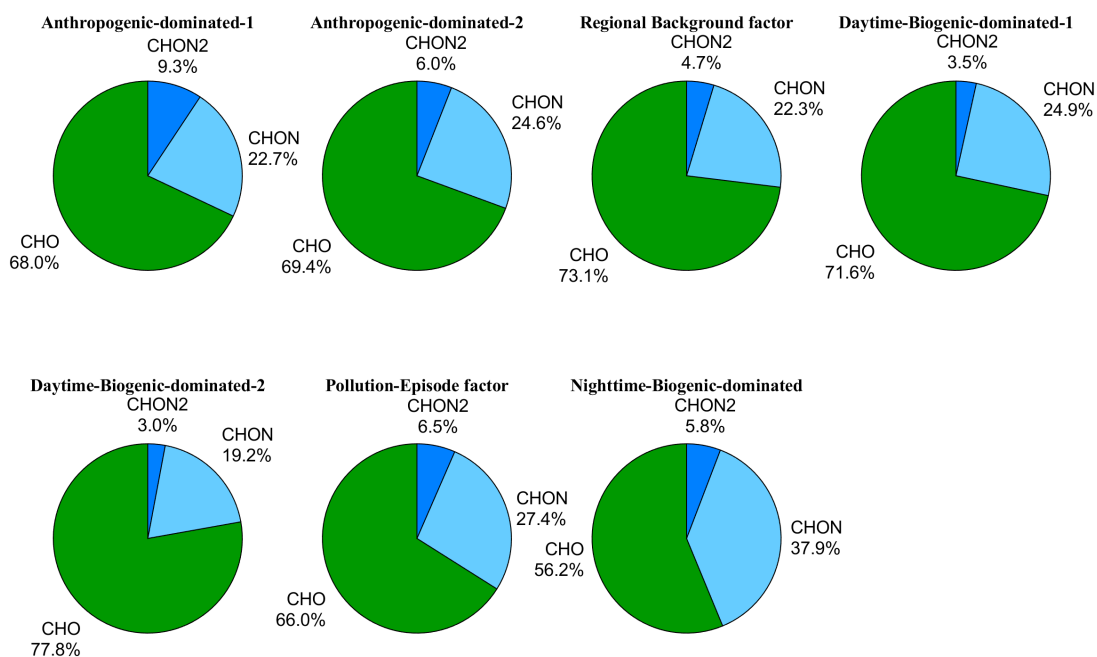 Anthropogenic-dominated-1
CHON2
9.3%
CHON
22.7%
CHO
68.0%
Anthropogenic-dominated-2
CHON2
6.0%
CHON
24.6%
CHO
69.4%
Regional Background factor
CHON2
4.7%
CHON
22.3%
CHO
73.1%
Daytime-Biogenic-dominated-1
CHON2
3.5%
CHON
24.9%
CHO
71.6%
Daytime-Biogenic-dominated-2
CHON2
3.0%
CHON
19.2%
CHO
77.8%
Pollution-Episode factor
CHON2
6.5%
CHON
27.4%
CHO
66.0%
Nighttime-Biogenic-dominated
CHON2
5.8%
CHON
37.9%
CHO
56.2%